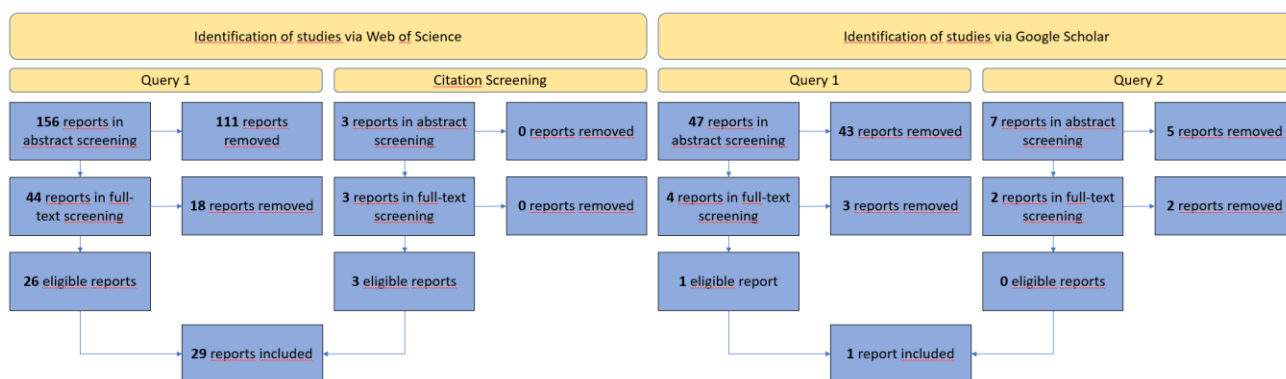 Identification of studies via Web of Science
Identification of studies via Google Scholar
Query 1
Citation Screening
Query 1
Query 2
156 reports in
abstract screening
111 reports
removed
3 reports in abstract
screening
0 reports removed
47 reports in
abstract screening
43 reports removed
7 reports in abstract
screening
5 reports removed
44 reports in full-
text screening
18 reports removed
3 reports in full-text
screening
0 reports removed
4 reports in full-text
screening
3 reports removed
2 reports in full-text
screening
2 reports removed
26 eligible reports
3 eligible reports
1 eligible report
0 eligible reports
29 reports included
1 report included